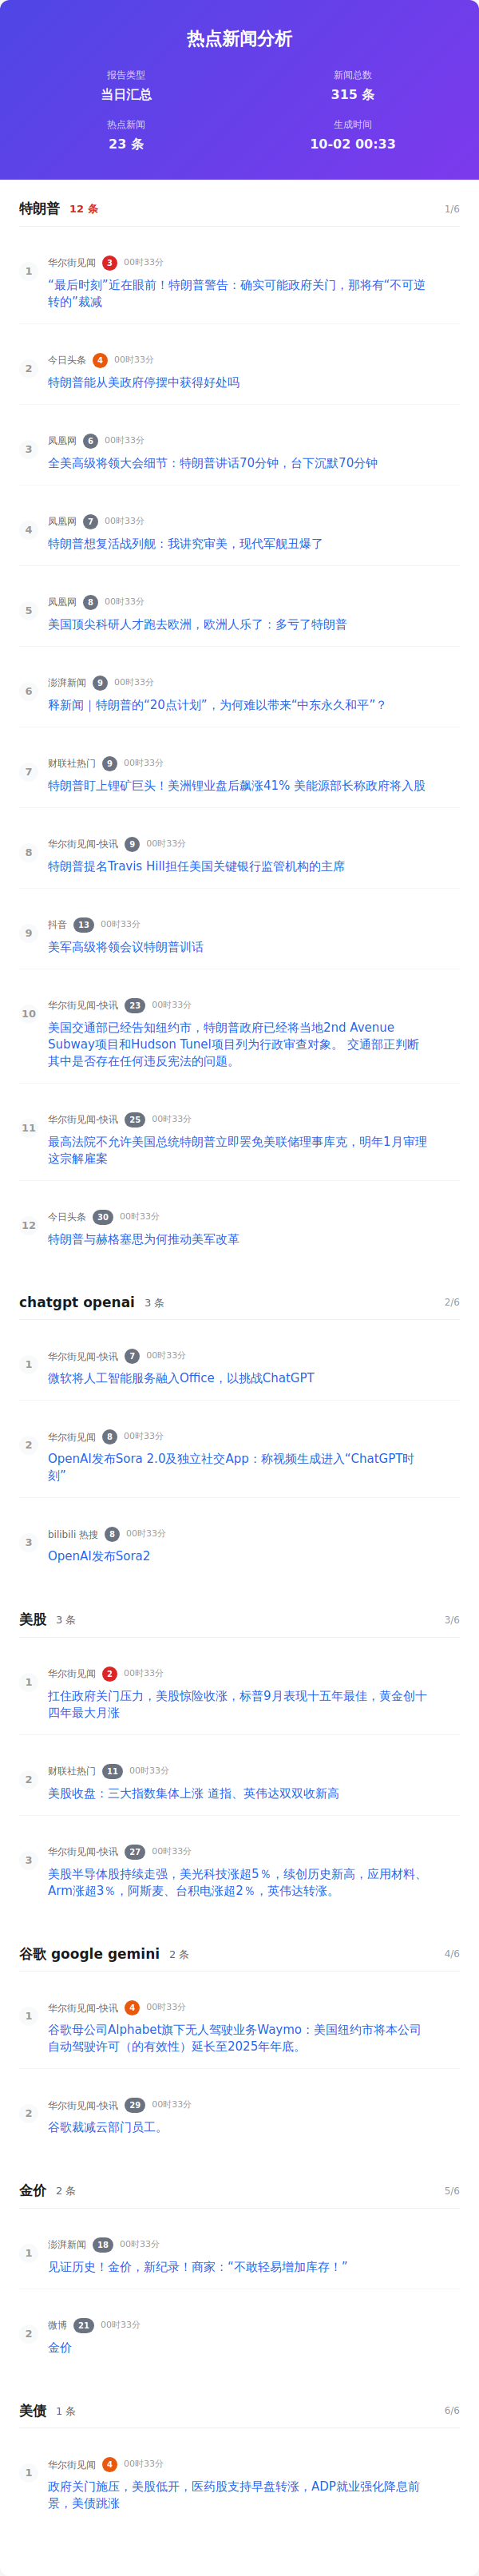 热点新闻分析
报告类型
新闻总数
当日汇总
315 条
热点新闻
生成时间
23 条
10-02 00:33
特朗普 12 条 1/6
1
华尔街见闻 3 00时33分
“最后时刻”近在眼前！特朗普警告：确实可能政府关门，那将有“不可逆
转的”裁减
2
今日头条 4 00时33分
特朗普能从美政府停摆中获得好处吗
3
凤凰网 6 00时33分
全美高级将领大会细节：特朗普讲话70分钟，台下沉默70分钟
4
凤凰网 7 00时33分
特朗普想复活战列舰：我讲究审美，现代军舰丑爆了
5
凤凰网 8 00时33分
美国顶尖科研人才跑去欧洲，欧洲人乐了：多亏了特朗普
6
澎湃新闻 9 00时33分
释新闻｜特朗普的“20点计划”，为何难以带来“中东永久和平”？
7
财联社热门 9 00时33分
特朗普盯上锂矿巨头！美洲锂业盘后飙涨41% 美能源部长称政府将入股
8
华尔街见闻-快讯 9 00时33分
特朗普提名Travis Hill担任美国关键银行监管机构的主席
9
抖音 13 00时33分
美军高级将领会议特朗普训话
10
华尔街见闻-快讯 23 00时33分
美国交通部已经告知纽约市，特朗普政府已经将当地2nd Avenue
Subway项目和Hudson Tunel项目列为行政审查对象。 交通部正判断
其中是否存在任何违反宪法的问题。
11
华尔街见闻-快讯 25 00时33分
最高法院不允许美国总统特朗普立即罢免美联储理事库克，明年1月审理
这宗解雇案
12
今日头条 30 00时33分
特朗普与赫格塞思为何推动美军改革
chatgpt openai 3 条 2/6
1
华尔街见闻-快讯 7 00时33分
微软将人工智能服务融入Office，以挑战ChatGPT
2
华尔街见闻 8 00时33分
OpenAI发布Sora 2.0及独立社交App：称视频生成进入“ChatGPT时
刻”
3
bilibili 热搜 8 00时33分
OpenAI发布Sora2
美股 3 条 3/6
1
华尔街见闻 2 00时33分
扛住政府关门压力，美股惊险收涨，标普9月表现十五年最佳，黄金创十
四年最大月涨
2
财联社热门 11 00时33分
美股收盘：三大指数集体上涨 道指、英伟达双双收新高
3
华尔街见闻-快讯 27 00时33分
美股半导体股持续走强，美光科技涨超5％，续创历史新高，应用材料、
Arm涨超3％，阿斯麦、台积电涨超2％，英伟达转涨。
谷歌 google gemini 2 条 4/6
1
华尔街见闻-快讯 4 00时33分
谷歌母公司Alphabet旗下无人驾驶业务Waymo：美国纽约市将本公司
自动驾驶许可（的有效性）延长至2025年年底。
2
华尔街见闻-快讯 29 00时33分
谷歌裁减云部门员工。
金价 2 条 5/6
1
澎湃新闻 18 00时33分
见证历史！金价，新纪录！商家：“不敢轻易增加库存！”
2
微博 21 00时33分
金价
美债 1 条 6/6
1
华尔街见闻 4 00时33分
政府关门施压，美股低开，医药股支持早盘转涨，ADP就业强化降息前
景，美债跳涨